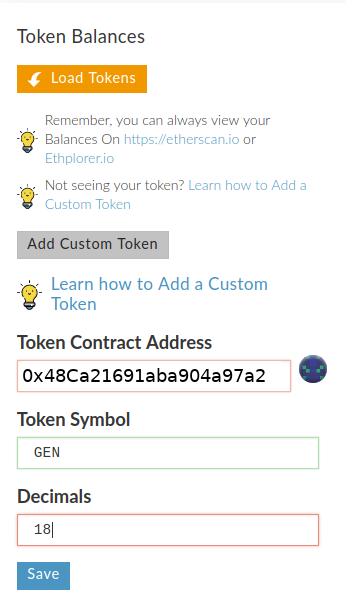 Token Balances
Load Tokens
Remember, you can always view your
Balances On https://etherscan.io or
Ethplorer.io
Not seeing your token? Learn how to Add a
Custom Token
Add Custom Token
Learn how to Add a Custom
Token
Token Contract Address
0x48Ca21691aba904a97a2
Token Symbol
GEN
Decimals
18
Save